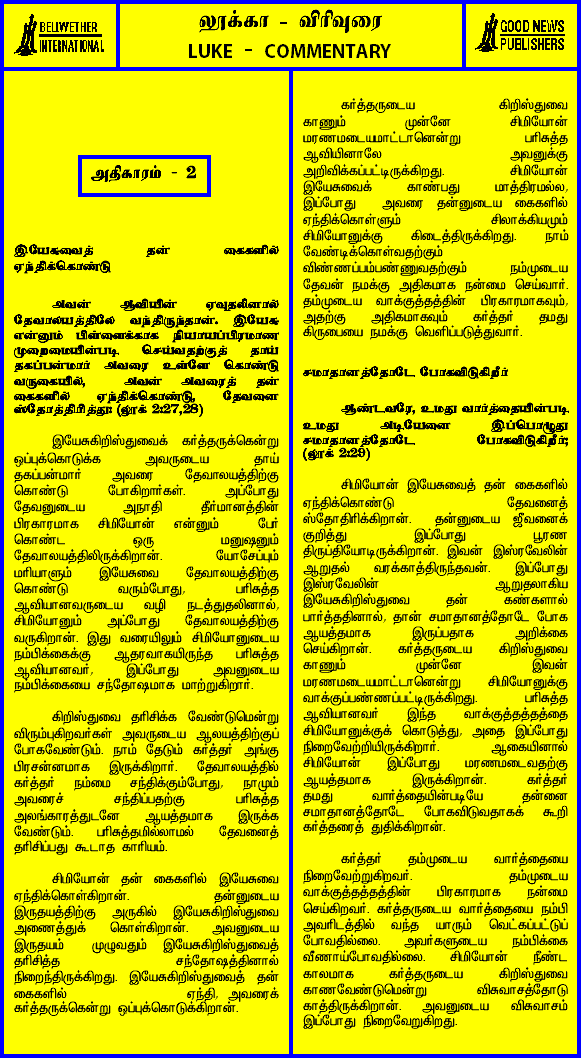 BELLWETHER
INTERNATIONAL
லூக்கா - விரிவுரை
LUKE - COMMENTARY
GOOD NEWS
PUBLISHERS
அதிகாரம் - 2
இயேசுவைத் தன் கைகளில்
ஏந்திக்கொண்டு
அவன் ஆவியின் ஏவுதலினால்
தேவாலயத்திலே வந்திருந்தான். இயேசு
என்னும் பிள்ளைக்காக நியாயப்பிரமாண
முறைமையின்படி செய்வதற்குத் தாய்
தகப்பன்மார் அவரை உள்ளே கொண்டு
வருகையில், அவன் அவரைத் தன்
கைகளில் ஏந்திக்கொண்டு, தேவனை
ஸ்தோத்திரித்து: (லூக் 2:27,28)
இயேசுகிறிஸ்துவைக் கர்த்தருக்கென்று
ஒப்புக்கொடுக்க அவருடைய தாய்
தகப்பன்மார் அவரை தேவாலயத்திற்கு
கொண்டு போகிறார்கள். அப்போது
தேவனுடைய அநாதி தீர்மானத்தின்
பிரகாரமாக சிமியோன் என்னும் பேர்
கொண்ட ஒரு மனுஷனும்
தேவாலயத்திலிருக்கிறான். யோசேப்பும்
மரியாளும் இயேசுவை தேவாலயத்திற்கு
கொண்டு வரும்போது, பரிசுத்த
ஆவியானவருடைய வழி நடத்துதலினால்,
சிமியோனும் அப்போது தேவாலயத்திற்கு
வருகிறான். இது வரையிலும் சிமியோனுடைய
நம்பிக்கைக்கு ஆதரவாகயிருந்த பரிசுத்த
ஆவியானவர், இப்போது அவனுடைய
நம்பிக்கையை சந்தோஷமாக மாற்றுகிறார்.
கிறிஸ்துவை தரிசிக்க வேண்டுமென்று
விரும்புகிறவர்கள் அவருடைய ஆலயத்திற்குப்
போகவேண்டும். நாம் தேடும் கர்த்தர் அங்கு
பிரசன்னமாக இருக்கிறார். தேவாலயத்தில்
கர்த்தர் நம்மை சந்திக்கும்போது, நாமும்
அவரைச் சந்திப்பதற்கு பரிசுத்த
அலங்காரத்துடனே ஆயத்தமாக இருக்க
வேண்டும். பரிசுத்தமில்லாமல் தேவனைத்
தரிசிப்பது கூடாத காரியம்.
சிமியோன் தன் கைகளில் இயேசுவை
ஏந்திக்கொள்கிறான். தன்னுடைய
இருதயத்திற்கு அருகில் இயேசுகிறிஸ்துவை
அணைத்துக் கொள்கிறான். அவனுடைய
இருதயம் முழுவதும் இயேசுகிறிஸ்துவைத்
தரிசித்த சந்தோஷத்தினால்
நிறைந்திருக்கிறது. இயேசுகிறிஸ்துவைத் தன்
கைகளில் ஏந்தி, அவரைக்
கர்த்தருக்கென்று ஒப்புக்கொடுக்கிறான்.
கர்த்தருடைய கிறிஸ்துவை
காணும் முன்னே சிமியோன்
மரணமடையமாட்டானென்று பரிசுத்த
ஆவியினாலே அவனுக்கு
அறிவிக்கப்பட்டிருக்கிறது. சிமியோன்
இயேசுவைக் காண்பது மாத்திரமல்ல,
இப்போது அவரை தன்னுடைய கைகளில்
ஏந்திக்கொள்ளும் சிலாக்கியமும்
சிமியோனுக்கு கிடைத்திருக்கிறது. நாம்
வேண்டிக்கொள்வதற்கும்
விண்ணப்பம்பண்ணுவதற்கும் நம்முடைய
தேவன் நமக்கு அதிகமாக நன்மை செய்வார்.
தம்முடைய வாக்குத்தத்தின் பிரகாரமாகவும்,
அதற்கு அதிகமாகவும் கர்த்தர் தமது
கிருபையை நமக்கு வெளிப்படுத்துவார்.
சமாதானத்தோடே போகவிடுகிறீர்
ஆண்டவரே, உமது வார்த்தையின்படி
உமது அடியேனை இப்பொழுது
சமாதானத்தோடே போகவிடுகிறீர்;
(லூக் 2:29)
சிமியோன் இயேசுவைத் தன் கைகளில்
ஏந்திக்கொண்டு தேவனைத்
ஸ்தோதிரிக்கிறான். தன்னுடைய ஜீவனைக்
குறித்து இப்போது பூரண
திருப்தியோடிருக்கிறான். இவன் இஸ்ரவேலின்
ஆறுதல் வரக்காத்திருந்தவன். இப்போது
இஸ்ரவேலின் ஆறுதலாகிய
இயேசுகிறிஸ்துவை தன் கண்களால்
பார்த்ததினால், தான் சமாதானத்தோடே போக
ஆயத்தமாக இருப்பதாக அறிக்கை
செய்கிறான். கர்த்தருடைய கிறிஸ்துவை
காணும் முன்னே இவன்
மரணமடையமாட்டானென்று சிமியோனுக்கு
வாக்குப்பண்ணப்பட்டிருக்கிறது. பரிசுத்த
ஆவியானவர் இந்த வாக்குத்தத்தத்தை
சிமியோனுக்குக் கொடுத்து, அதை இப்போது
நிறைவேற்றியிருக்கிறார். ஆகையினால்
சிமியோன் இப்போது மரணமடைவதற்கு
ஆயத்தமாக இருக்கிறான். கர்த்தர்
தமது வார்த்தையின்படியே தன்னை
சமாதானத்தோடே போகவிடுவதாகக் கூறி
கர்த்தரைத் துதிக்கிறான்.
கர்த்தர் தம்முடைய வார்த்தையை
நிறைவேற்றுகிறவர். தம்முடைய
வாக்குத்தத்தத்தின் பிரகாரமாக நன்மை
செய்கிறவர். கர்த்தருடைய வார்த்தையை நம்பி
அவரிடத்தில் வந்த யாரும் வெட்கப்பட்டுப்
போவதில்லை. அவர்களுடைய நம்பிக்கை
வீணாய்போவதில்லை. சிமியோன் நீண்ட
காலமாக கர்த்தருடைய கிறிஸ்துவை
காணவேண்டுமென்று விசுவாசத்தோடு
காத்திருக்கிறான். அவனுடைய விசுவாசம்
இப்போது நிறைவேறுகிறது.